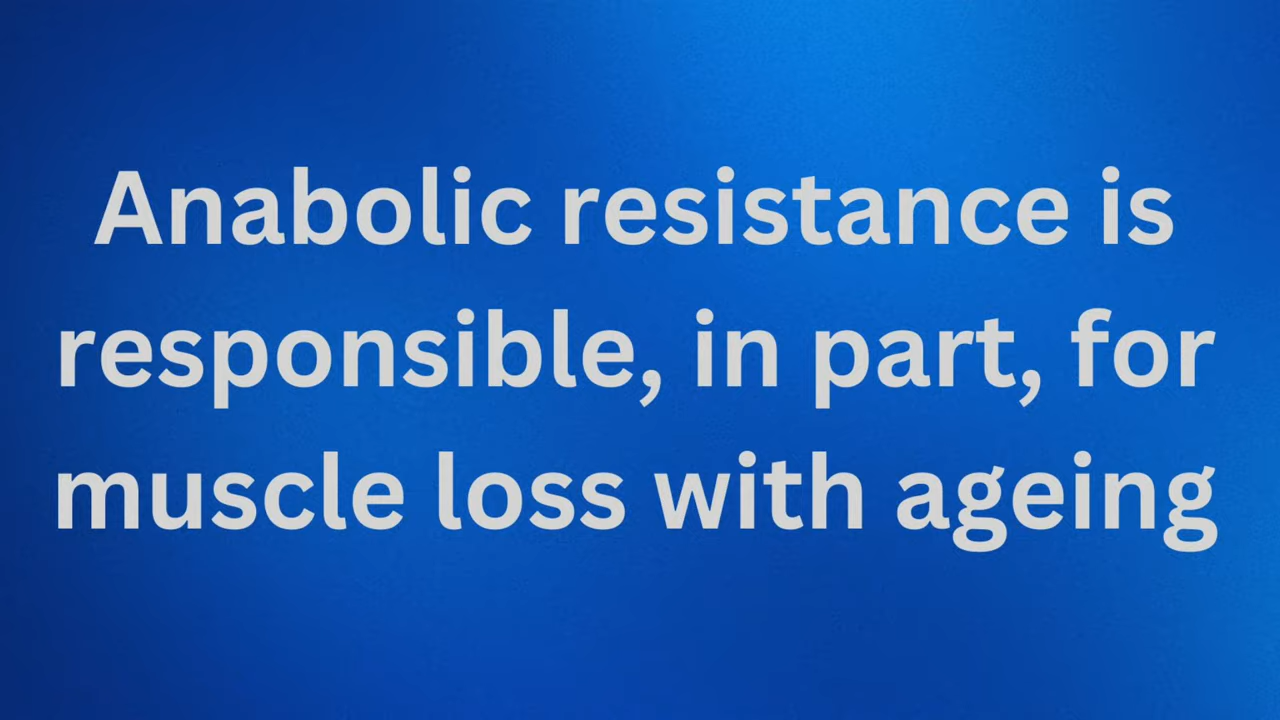 Anabolic resistance is
responsible, in part, for
muscle loss with ageing